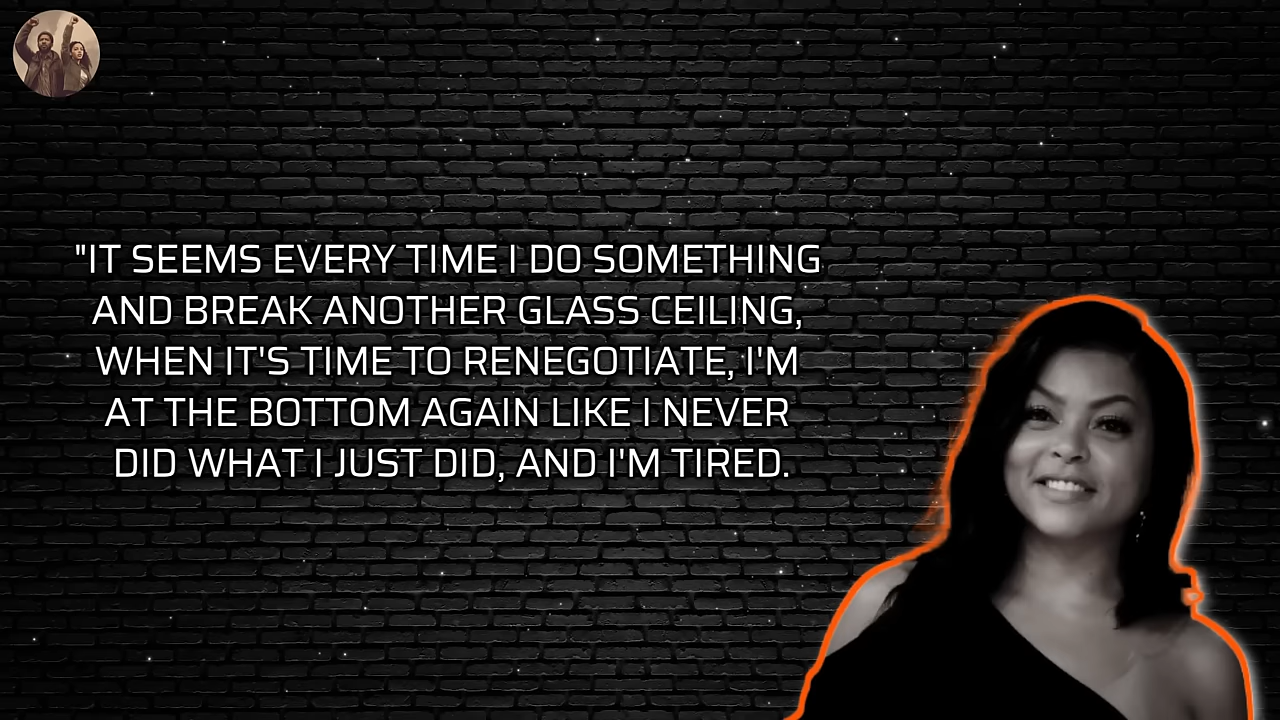 "IT SEEMS EVERY TIME I DO SOMETHING
AND BREAK ANOTHER GLASS CEILING,
WHEN IT'S TIME TO RENEGOTIATE, I'M
AT THE BOTTOM AGAIN LIKE I NEVER
DID WHAT I JUST DID, AND I'M TIRED.